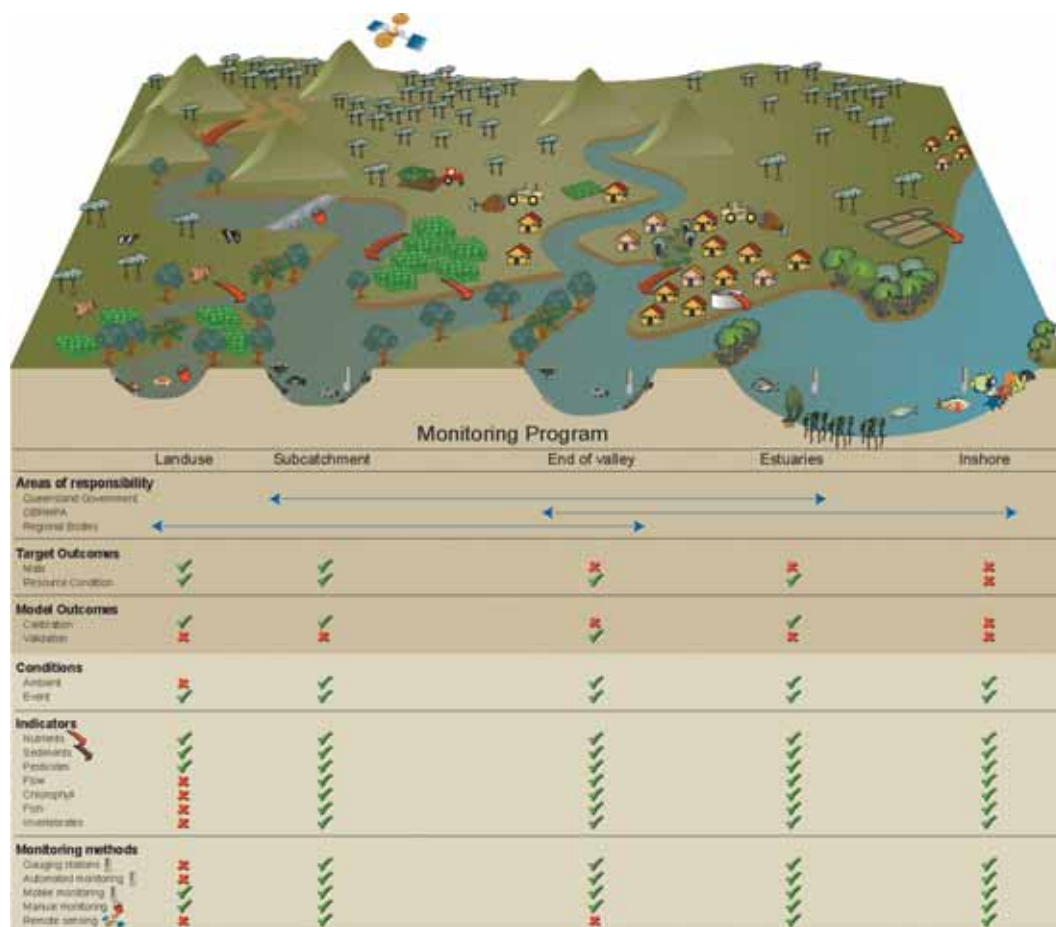 Monitoring Program
Landuse Subcatchment End of valley Estuaries Inshore
Areas of responsibility
Queensland Government
GBRMPA
Regional Bodies
Target Outcomes
Resource Condition
Model Outcomes
Calibration
Validation
Conditions
Ambient
Event
Indicators
Nutrients
Sediments
Pesticides
Flow
Chlorophyll
Fish
Invertebrates
Monitoring methods
Gauging stations
Automated monitoring
Mobile monitoring
Manual monitoring
Remote sensing